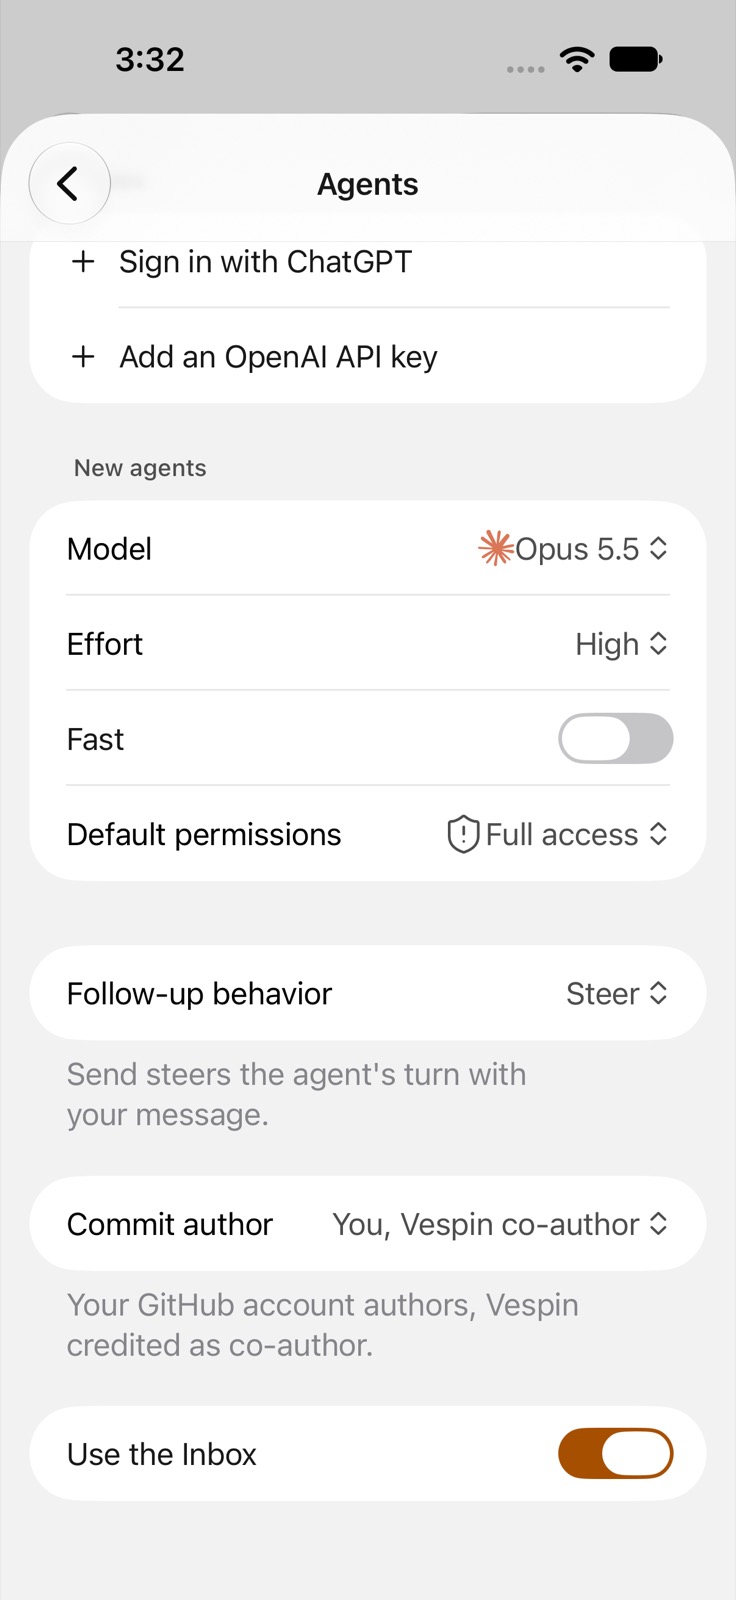 3:32
Agents
Sign in with ChatGPT
Add an OpenAI API key
New agents
Model
Opus 5.5
Effort
High
Fast
Default permissions
Full access
Follow-up behavior
Steer
Send steers the agent's turn with
your message.
Commit author
You, Vespin co-author
Your GitHub account authors, Vespin
credited as co-author.
Use the Inbox